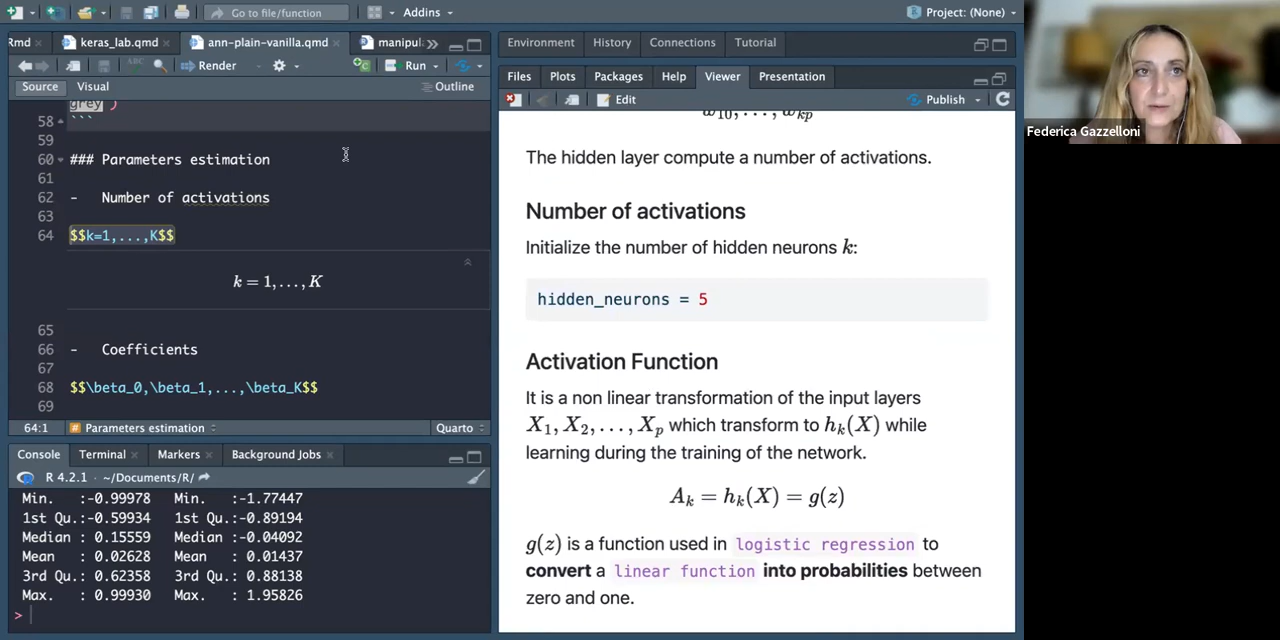 Go to file/function
Addins
Project: (None)
Rmd
keras_lab.qmd
ann-plain-vanilla.qmd
manipul
Render
Run
Source
Visual
Outline
grey )
58 ```
59
60 ### Parameters estimation
61
62 - Number of activations
63
64 $$k=1,...,K$$
k = 1, . . . , K
65
66 - Coefficients
67
68 $$\beta_0,\beta_1,...,\beta_K$$
69
64:1
Parameters estimation
Quarto
Console
Terminal
Markers
Background Jobs
R 4.2.1 · ~/Documents/R/
Min. :-0.99978 Min. :-1.77447
1st Qu.:-0.59934 1st Qu.:-0.89194
Median : 0.15559 Median :-0.04092
Mean : 0.02628 Mean : 0.01437
3rd Qu.: 0.62358 3rd Qu.: 0.88138
Max. : 0.99930 Max. : 1.95826
>
Environment
History
Connections
Tutorial
Files
Plots
Packages
Help
Viewer
Presentation
Edit
Publish
w10, . . . , wkp
The hidden layer compute a number of activations.
Number of activations
Initialize the number of hidden neurons k:
hidden_neurons = 5
Activation Function
It is a non linear transformation of the input layers
X1, X2, . . . , Xp which transform to hk(X) while
learning during the training of the network.
Ak = hk(X) = g(z)
g(z) is a function used in logistic regression to
convert a linear function into probabilities between
zero and one.
Federica Gazzelloni